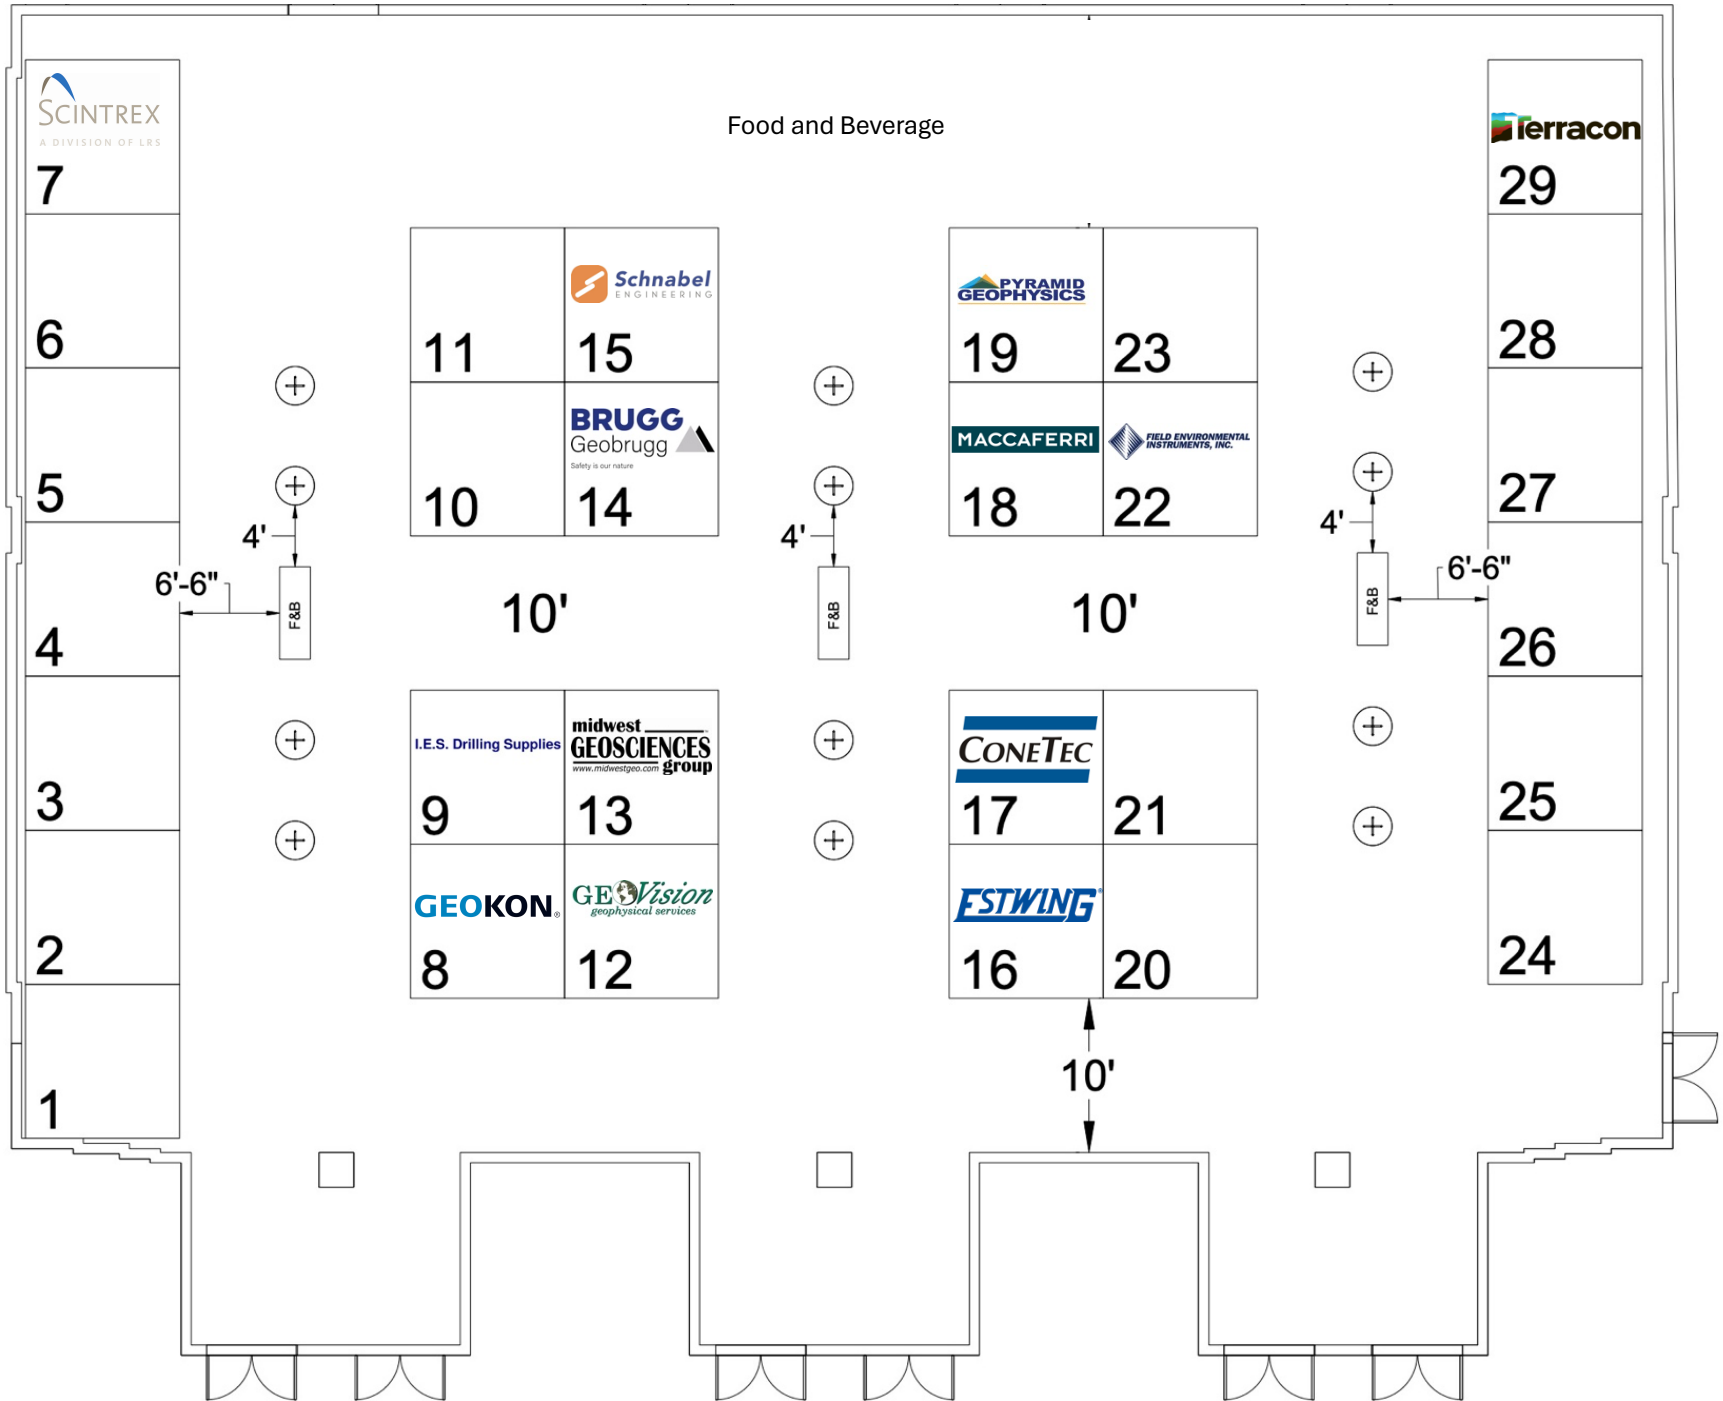 Food and Beverage
SCINTREX
A DIVISION OF LRS
7
6
5
4
3
2
1
11
Schnabel
ENGINEERING
15
10
BRUGG
Geobrugg
Safety is our nature
14
PYRAMID
GEOPHYSICS
19
23
MACCAFERRI
18
FIELD ENVIRONMENTAL
INSTRUMENTS, INC.
22
Terracon
29
28
27
26
25
24
4'
4'
4'
6'-6"
6'-6"
F&B
F&B
F&B
10'
10'
I.E.S. Drilling Supplies
9
midwest
GEOSCIENCES
group
www.midwestgeo.com
13
GEOKON®
8
GEOVision
geophysical services
12
CONETEC
17
21
ESTWING®
16
20
10'